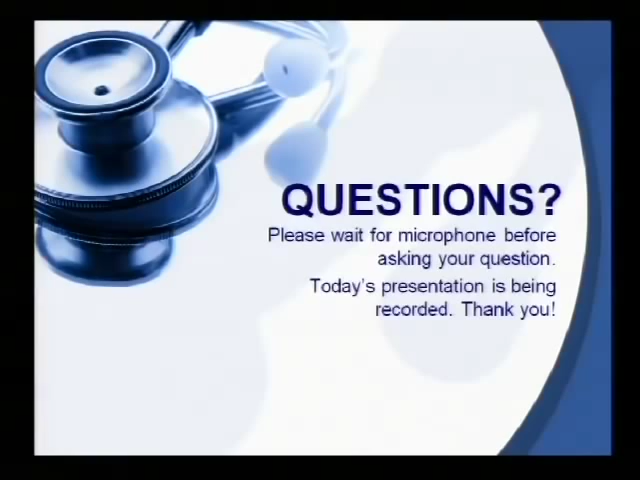 QUESTIONS?
Please wait for microphone before
asking your question.
Today's presentation is being
recorded. Thank you!